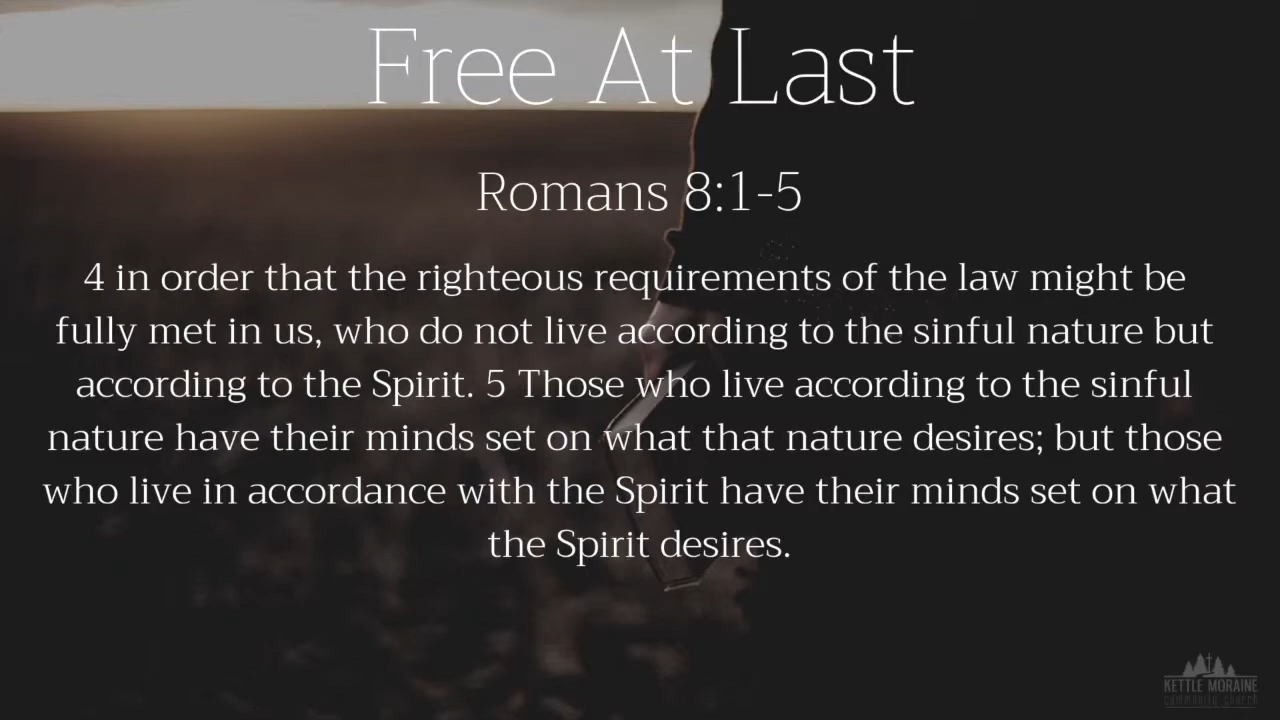 Free At Last
Romans 8:1-5
4 in order that the righteous requirements of the law might be
fully met in us, who do not live according to the sinful nature but
according to the Spirit. 5 Those who live according to the sinful
nature have their minds set on what that nature desires; but those
who live in accordance with the Spirit have their minds set on what
the Spirit desires.
KETTLE MORAINE
community church